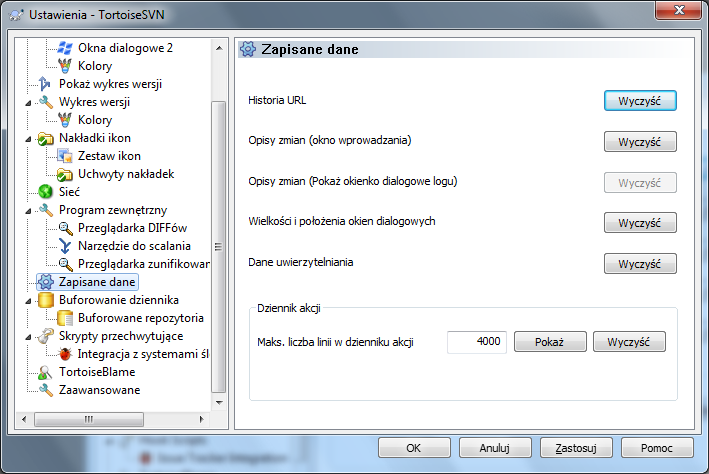 Ustawienia - TortoiseSVN
Okna dialogowe 2
Kolory
Pokaż wykres wersji
Wykres wersji
Kolory
Nakładki ikon
Zestaw ikon
Uchwyty nakładek
Sieć
Program zewnętrzny
Przeglądarka DIFFów
Narzędzie do scalania
Przeglądarka zunifikowan
Zapisane dane
Buforowanie dziennika
Buforowane repozytoria
Skrypty przechwytujące
Integracja z systemami śl
TortoiseBlame
Zaawansowane
Zapisane dane
Historia URL Wyczyść
Opisy zmian (okno wprowadzania) Wyczyść
Opisy zmian (Pokaż okienko dialogowe logu) Wyczyść
Wielkości i położenia okien dialogowych Wyczyść
Dane uwierzytelniania Wyczyść
Dziennik akcji
Maks. liczba linii w dzienniku akcji 4000 Pokaż Wyczyść
OK Anuluj Zastosuj Pomoc